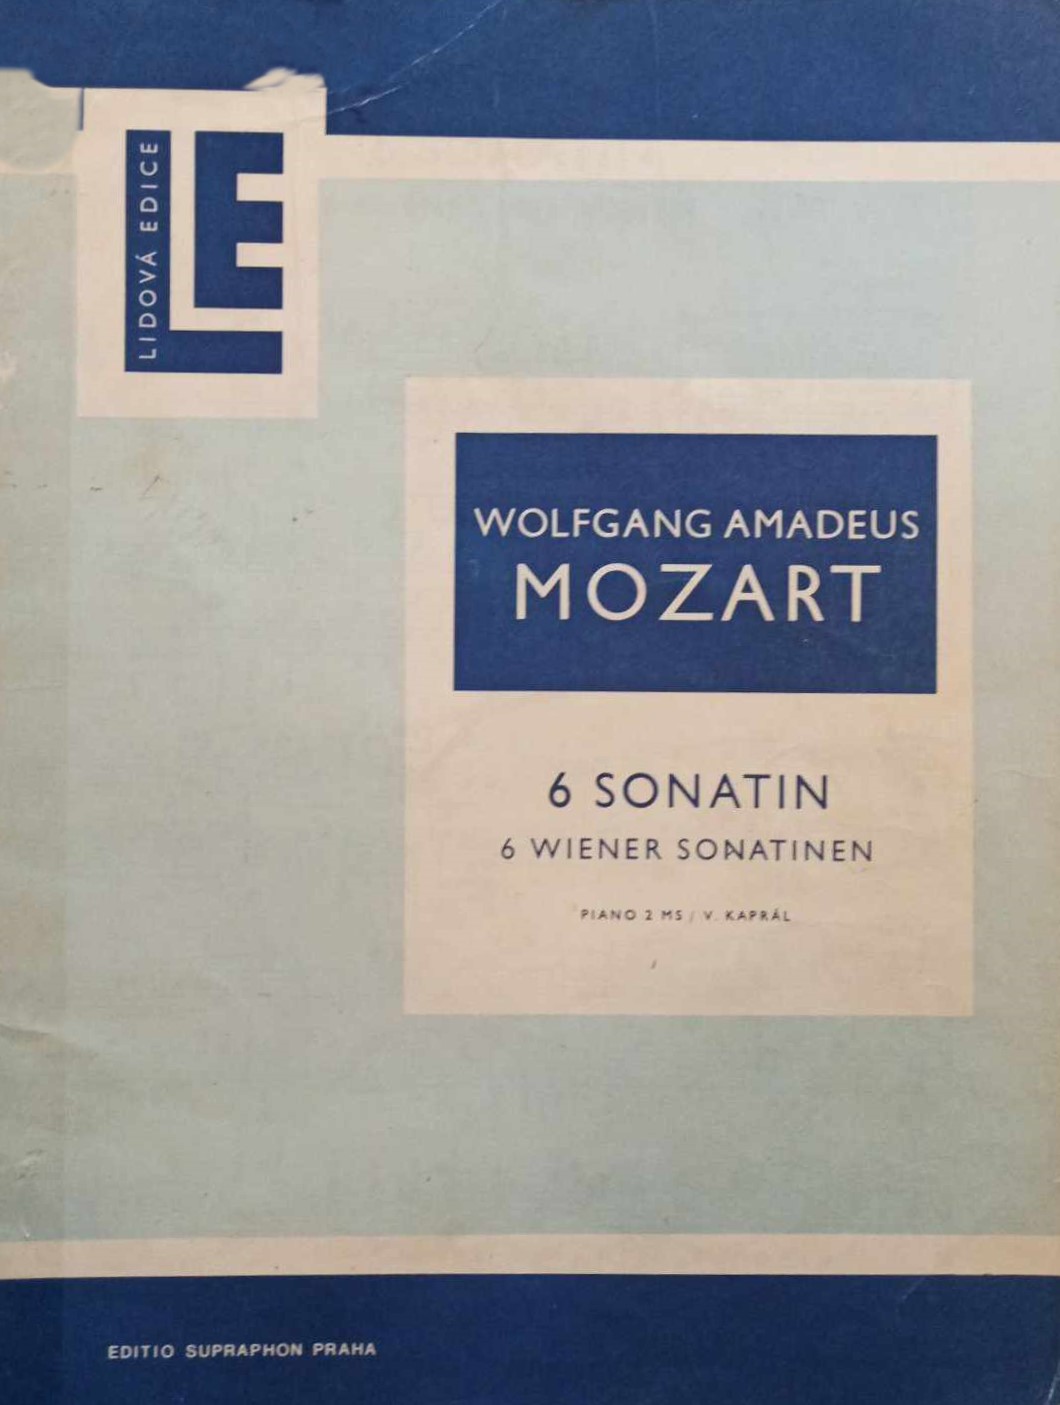 LIDOVÁ EDICE
LE
WOLFGANG AMADEUS
MOZART
6 SONATIN
6 WIENER SONATINEN
PIANO 2 MS / V. KAPRÁL
EDITIO SUPRAPHON PRAHA